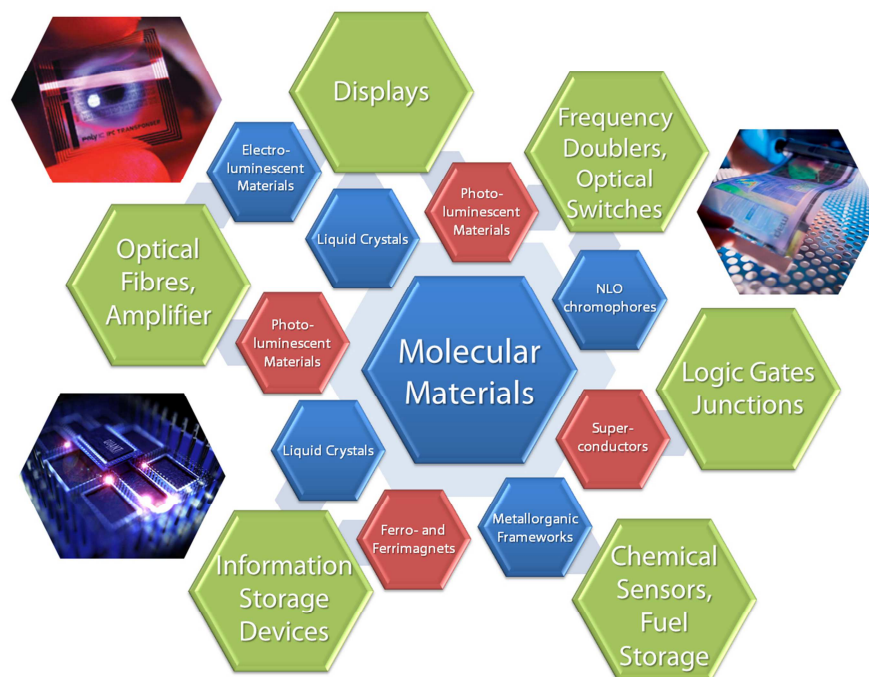 Displays
Frequency
Doublers,
Optical
Switches
Electro-
luminescent
Materials
Photo-
luminescent
Materials
Liquid Crystals
Optical
Fibres,
Amplifier
NLO
chromophores
Photo-
luminescent
Materials
Molecular
Materials
Logic Gates
Junctions
Super-
conductors
Liquid Crystals
GIANT
Metallorganic
Frameworks
Ferro- and
Ferrimagnets
Information
Storage
Devices
Chemical
Sensors,
Fuel
Storage